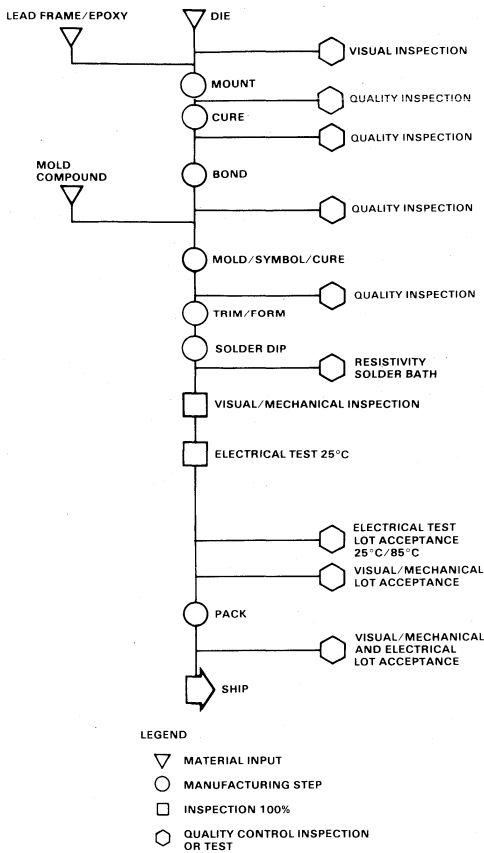 LEAD FRAME/EPOXY
DIE
VISUAL INSPECTION
MOUNT
QUALITY INSPECTION
CURE
QUALITY INSPECTION
MOLD
COMPOUND
BOND
QUALITY INSPECTION
MOLD/SYMBOL/CURE
QUALITY INSPECTION
TRIM/FORM
SOLDER DIP
RESISTIVITY
SOLDER BATH
VISUAL/MECHANICAL INSPECTION
ELECTRICAL TEST 25°C
ELECTRICAL TEST
LOT ACCEPTANCE
25°C/85°C
VISUAL/MECHANICAL
LOT ACCEPTANCE
PACK
VISUAL/MECHANICAL
AND ELECTRICAL
LOT ACCEPTANCE
SHIP
LEGEND
MATERIAL INPUT
MANUFACTURING STEP
INSPECTION 100%
QUALITY CONTROL INSPECTION
OR TEST